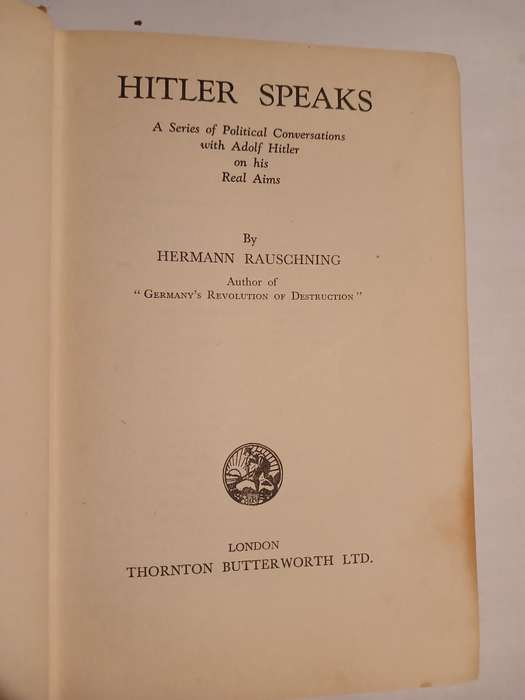 HITLER SPEAKS
A Series of Political Conversations
with Adolf Hitler
on his
Real Aims
By
HERMANN RAUSCHNING
Author of
"GERMANY'S REVOLUTION OF DESTRUCTION"
LONDON
THORNTON BUTTERWORTH LTD.